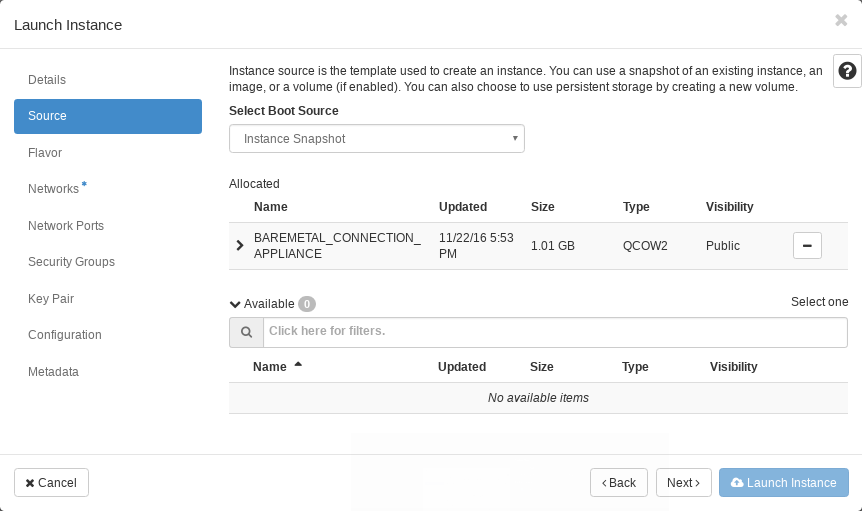 Launch Instance
Details
Source
Flavor
Networks *
Network Ports
Security Groups
Key Pair
Configuration
Metadata
Instance source is the template used to create an instance. You can use a snapshot of an existing instance, an
image, or a volume (if enabled). You can also choose to use persistent storage by creating a new volume.
Select Boot Source
Instance Snapshot
Allocated
Name Updated Size Type Visibility
BAREMETAL_CONNECTION_
APPLIANCE
11/22/16 5:53
PM
1.01 GB
QCOW2
Public
Available 0
Select one
Click here for filters.
Name Updated Size Type Visibility
No available items
Cancel
Back
Next
Launch Instance